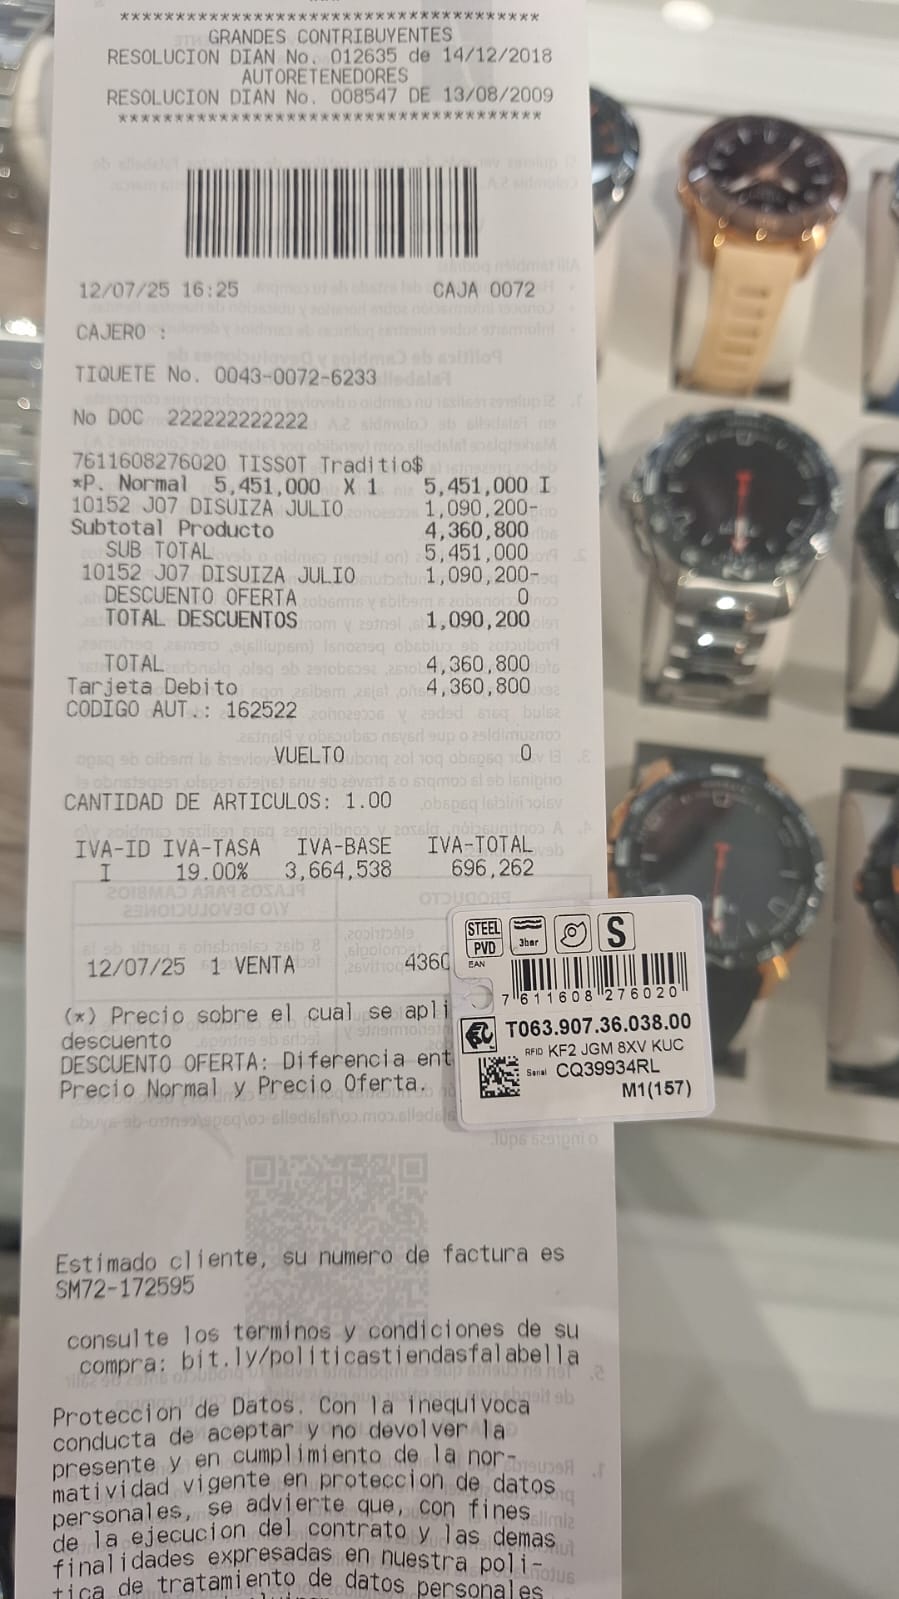 ***************************************
GRANDES CONTRIBUYENTES
RESOLUCION DIAN No. 012635 de 14/12/2018
AUTORETENEDORES
RESOLUCION DIAN No. 008547 DE 13/08/2009
***************************************
12/07/25 16:25 CAJA 0072
CAJERO :
TIQUETE No. 0043-0072-6233
No DOC 222222222222
7611608276020 TISSOT Traditio$
*P. Normal 5,451,000 X 1 5,451,000 I
10152 J07 DISUIZA JULIO 1,090,200-
Subtotal Producto 4,360,800
SUB TOTAL 5,451,000
10152 J07 DISUIZA JULIO 1,090,200-
DESCUENTO OFERTA 0
TOTAL DESCUENTOS 1,090,200
TOTAL 4,360,800
Tarjeta Debito 4,360,800
CODIGO AUT.: 162522
VUELTO 0
CANTIDAD DE ARTICULOS: 1.00
IVA-ID IVA-TASA IVA-BASE IVA-TOTAL
I 19.00% 3,664,538 696,262
12/07/25 1 VENTA 4360
(*) Precio sobre el cual se apli
descuento
DESCUENTO OFERTA: Diferencia ent
Precio Normal y Precio Oferta.
STEEL
PVD
3bar
S
EAN
7 611608 276020
T063.907.36.038.00
RFID KF2 JGM 8XV KUC
Serial CQ39934RL
M1(157)
Estimado cliente, su numero de factura es
SM72-172595
consulte los terminos y condiciones de su
compra: bit.ly/politicastiendasfalabella
Proteccion de Datos. Con la inequivoca
conducta de aceptar y no devolver la
presente y en cumplimiento de la nor-
matividad vigente en proteccion de datos
personales, se advierte que, con fines
de la ejecucion del contrato y las demas
finalidades expresadas en nuestra poli-
tica de tratamiento de datos personales